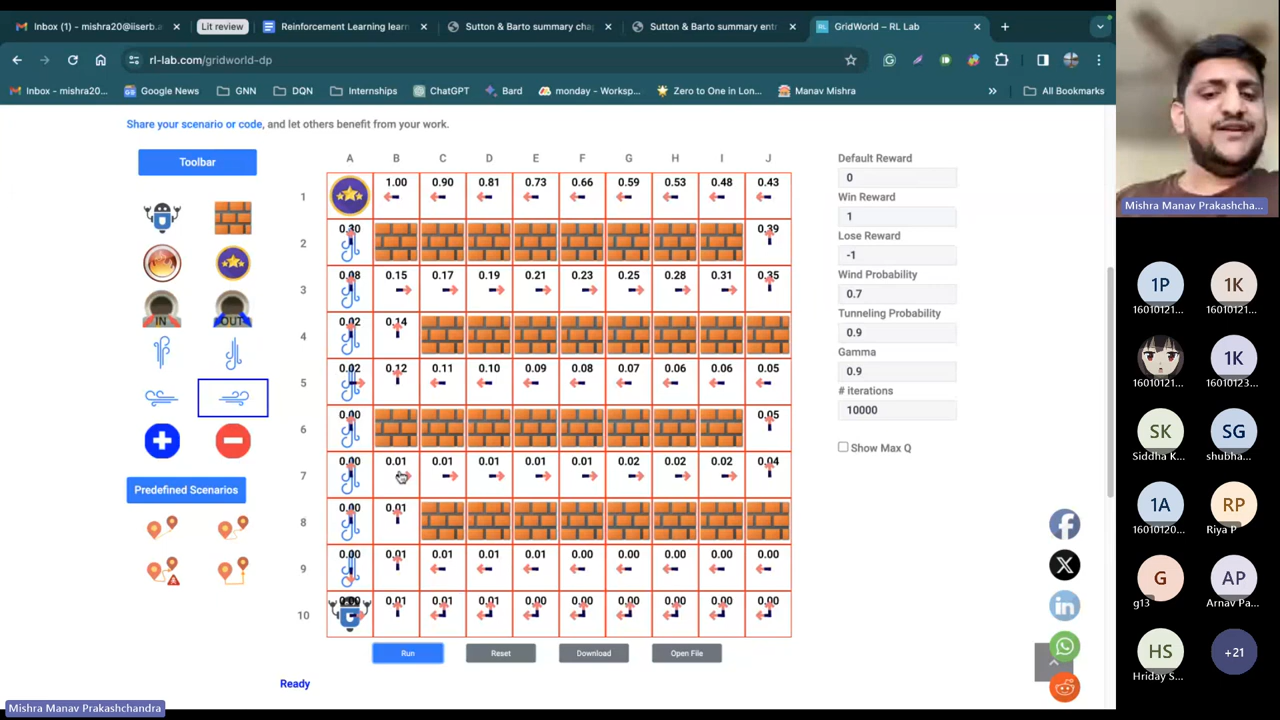 Inbox (1) - mishra20@iiserb.a
Lit review
Reinforcement Learning learn
Sutton & Barto summary cha
Sutton & Barto summary entr
GridWorld – RL Lab
rl-lab.com/gridworld-dp
Inbox - mishra20...
Google News
GNN
DQN
Internships
ChatGPT
Bard
monday - Worksp...
Zero to One in Lon...
Manav Mishra
»
All Bookmarks
Share your scenario or code, and let others benefit from your work.
Toolbar
IN
OUT
Predefined Scenarios
A B C D E F G H I J
1 1.00 0.90 0.81 0.73 0.66 0.59 0.53 0.48 0.43
2 0.30 0.39
3 0.08 0.15 0.17 0.19 0.21 0.23 0.25 0.28 0.31 0.35
4 0.02 0.14
5 0.02 0.12 0.11 0.10 0.09 0.08 0.07 0.06 0.06 0.05
6 0.00 0.05
7 0.00 0.01 0.01 0.01 0.01 0.01 0.02 0.02 0.02 0.04
8 0.00 0.01
9 0.00 0.01 0.01 0.01 0.01 0.00 0.00 0.00 0.00 0.00
10 0.00 0.01 0.01 0.01 0.00 0.00 0.00 0.00 0.00 0.00
Run
Reset
Download
Open File
Ready
Default Reward
0
Win Reward
1
Lose Reward
-1
Wind Probability
0.7
Tunneling Probability
0.9
Gamma
0.9
# iterations
10000
Show Max Q
Mishra Manav Prakashcha...
1P
16010121...
1K
16010121...
16010121...
1K
16010123...
SK
Siddha K...
SG
shubha...
1A
16010120...
RP
Riya P
G
g13
AP
Arnav Pa...
HS
Hriday S...
+21
Mishra Manav Prakashchandra